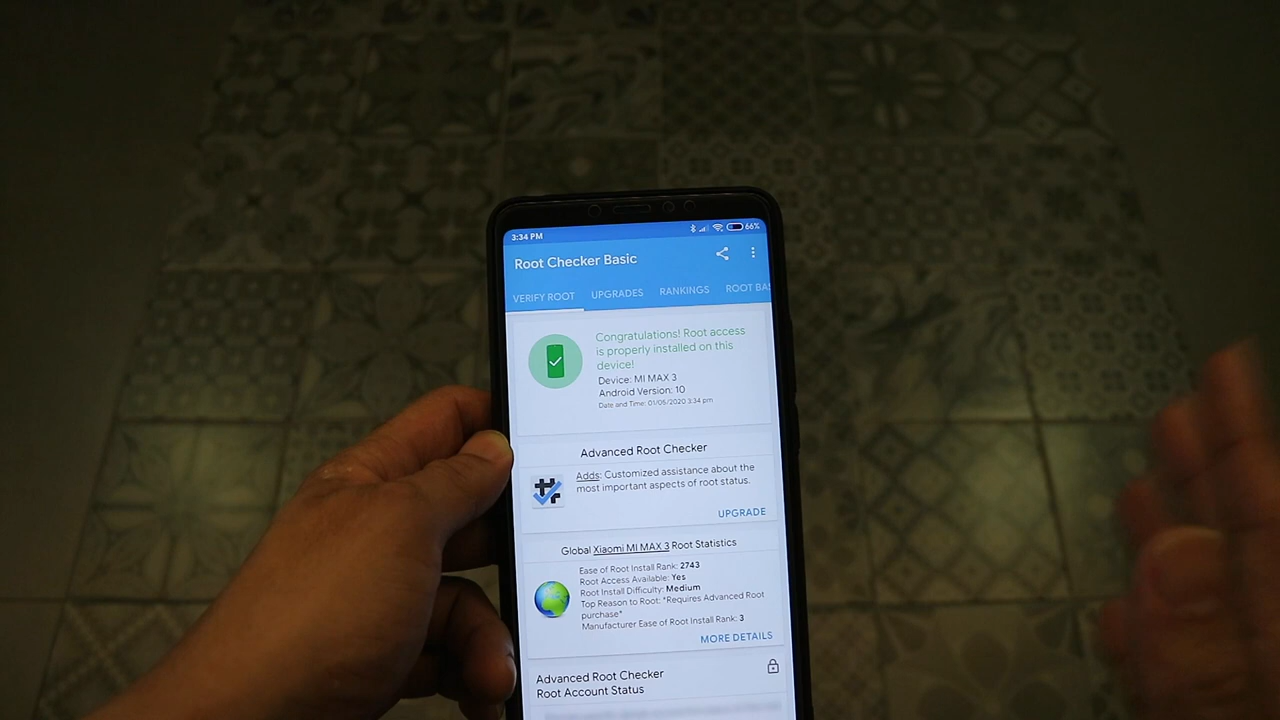 3:34 PM
66%
Root Checker Basic
VERIFY ROOT
UPGRADES
RANKINGS
ROOT BAS
Congratulations! Root access
is properly installed on this
device!
Device: MI MAX 3
Android Version: 10
Date and Time: 01/05/2020 3:34 pm
Advanced Root Checker
Adds: Customized assistance about the
most important aspects of root status.
UPGRADE
Global Xiaomi MI MAX 3 Root Statistics
Ease of Root Install Rank: 2743
Root Access Available: Yes
Root Install Difficulty: Medium
Top Reason to Root: *Requires Advanced Root
purchase*
Manufacturer Ease of Root Install Rank: 3
MORE DETAILS
Advanced Root Checker
Root Account Status